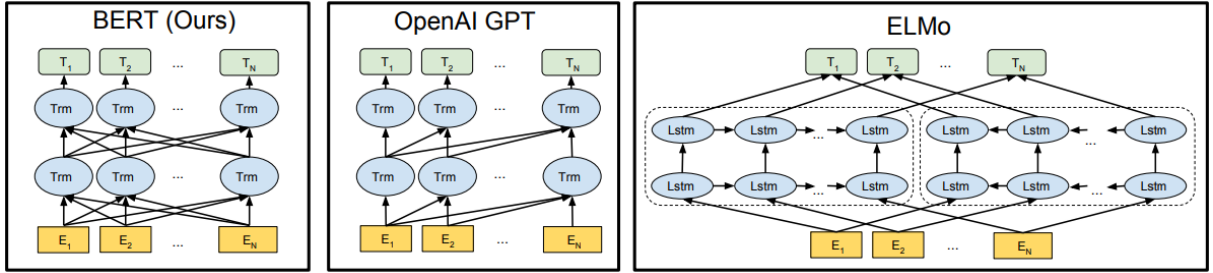 BERT (Ours)
T1 T2 ... TN
Trm Trm ... Trm
Trm Trm ... Trm
E1 E2 ... EN
OpenAI GPT
T1 T2 ... TN
Trm Trm ... Trm
Trm Trm ... Trm
E1 E2 ... EN
ELMo
T1 T2 ... TN
Lstm Lstm ... Lstm Lstm Lstm ... Lstm
Lstm Lstm ... Lstm Lstm Lstm ... Lstm
E1 E2 ... EN